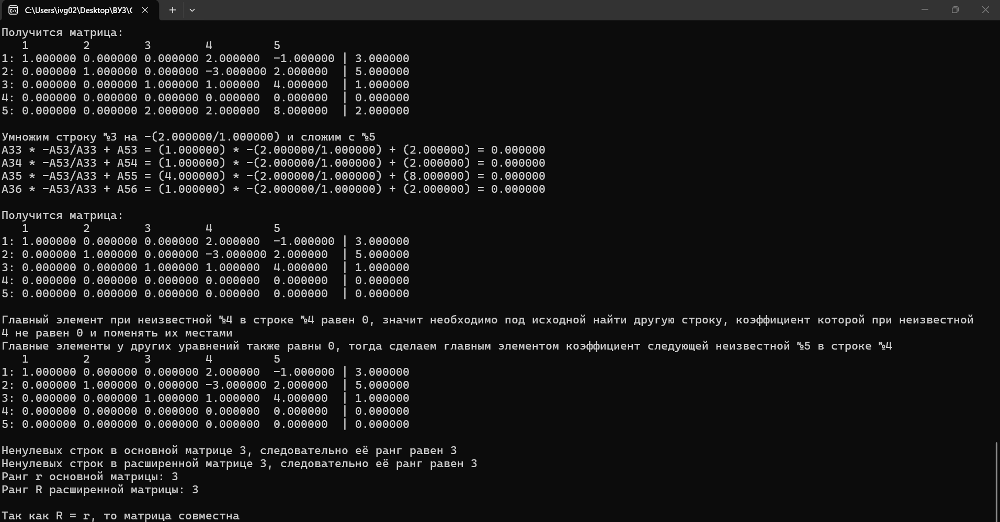 C:\Users\ivg02\Desktop\ВУЗ\С
Получится матрица:
   1        2        3        4         5
1: 1.000000 0.000000 0.000000 2.000000  -1.000000 | 3.000000
2: 0.000000 1.000000 0.000000 -3.000000 2.000000  | 5.000000
3: 0.000000 0.000000 1.000000 1.000000  4.000000  | 1.000000
4: 0.000000 0.000000 0.000000 0.000000  0.000000  | 0.000000
5: 0.000000 0.000000 2.000000 2.000000  8.000000  | 2.000000
Умножим строку №3 на -(2.000000/1.000000) и сложим с №5
A33 * -A53/A33 + A53 = (1.000000) * -(2.000000/1.000000) + (2.000000) = 0.000000
A34 * -A53/A33 + A54 = (1.000000) * -(2.000000/1.000000) + (2.000000) = 0.000000
A35 * -A53/A33 + A55 = (4.000000) * -(2.000000/1.000000) + (8.000000) = 0.000000
A36 * -A53/A33 + A56 = (1.000000) * -(2.000000/1.000000) + (2.000000) = 0.000000
Получится матрица:
   1        2        3        4         5
1: 1.000000 0.000000 0.000000 2.000000  -1.000000 | 3.000000
2: 0.000000 1.000000 0.000000 -3.000000 2.000000  | 5.000000
3: 0.000000 0.000000 1.000000 1.000000  4.000000  | 1.000000
4: 0.000000 0.000000 0.000000 0.000000  0.000000  | 0.000000
5: 0.000000 0.000000 0.000000 0.000000  0.000000  | 0.000000
Главный элемент при неизвестной №4 в строке №4 равен 0, значит необходимо под исходной найти другую строку, коэффициент которой при неизвестной
4 не равен 0 и поменять их местами
Главные элементы у других уравнений также равны 0, тогда сделаем главным элементом коэффициент следующей неизвестной №5 в строке №4
   1        2        3        4         5
1: 1.000000 0.000000 0.000000 2.000000  -1.000000 | 3.000000
2: 0.000000 1.000000 0.000000 -3.000000 2.000000  | 5.000000
3: 0.000000 0.000000 1.000000 1.000000  4.000000  | 1.000000
4: 0.000000 0.000000 0.000000 0.000000  0.000000  | 0.000000
5: 0.000000 0.000000 0.000000 0.000000  0.000000  | 0.000000
Ненулевых строк в основной матрице 3, следовательно её ранг равен 3
Ненулевых строк в расширенной матрице 3, следовательно её ранг равен 3
Ранг r основной матрицы: 3
Ранг R расширенной матрицы: 3
Так как R = r, то матрица совместна